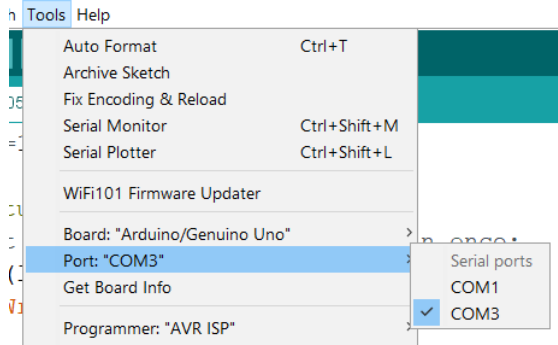 Tools Help
Auto Format Ctrl+T
Archive Sketch
Fix Encoding & Reload
Serial Monitor Ctrl+Shift+M
Serial Plotter Ctrl+Shift+L
WiFi101 Firmware Updater
Board: "Arduino/Genuino Uno"
Port: "COM3"
Serial ports
COM1
COM3
Get Board Info
Programmer: "AVR ISP"